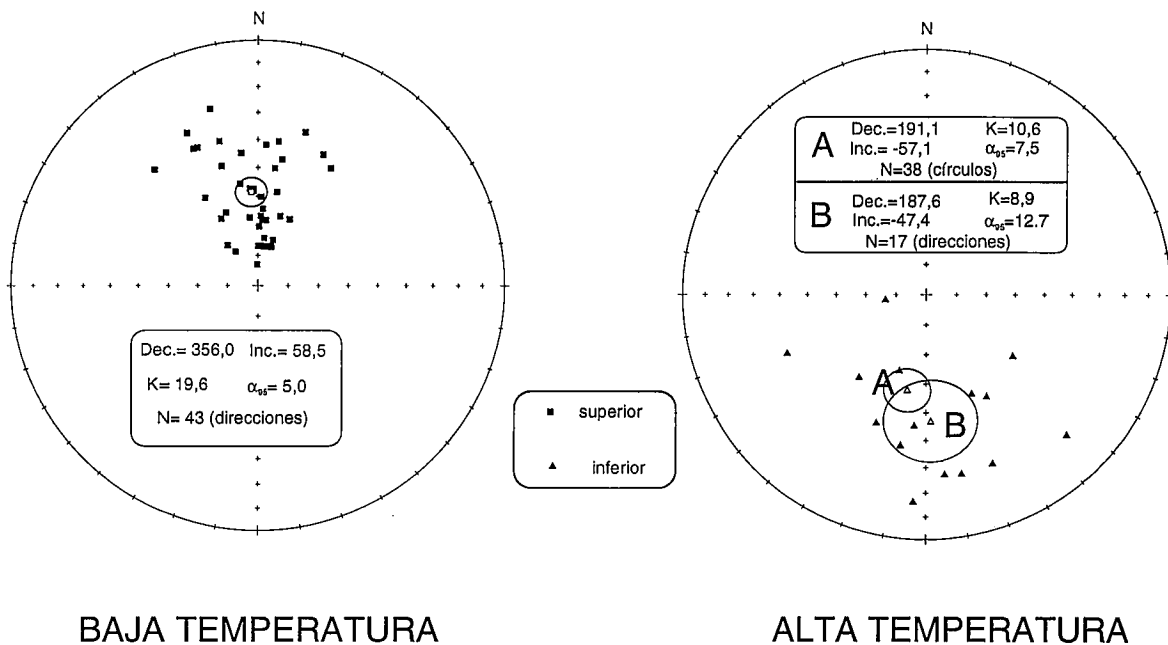 N
Dec.= 356,0 Inc.= 58,5
K= 19,6 α95= 5,0
N= 43 (direcciones)
superior
inferior
N
A
Dec.=191,1 K=10,6
Inc.= -57,1 α95=7,5
N=38 (círculos)
B
Dec.=187,6 K=8,9
Inc.=-47,4 α95=12.7
N=17 (direcciones)
A
B
BAJA TEMPERATURA
ALTA TEMPERATURA